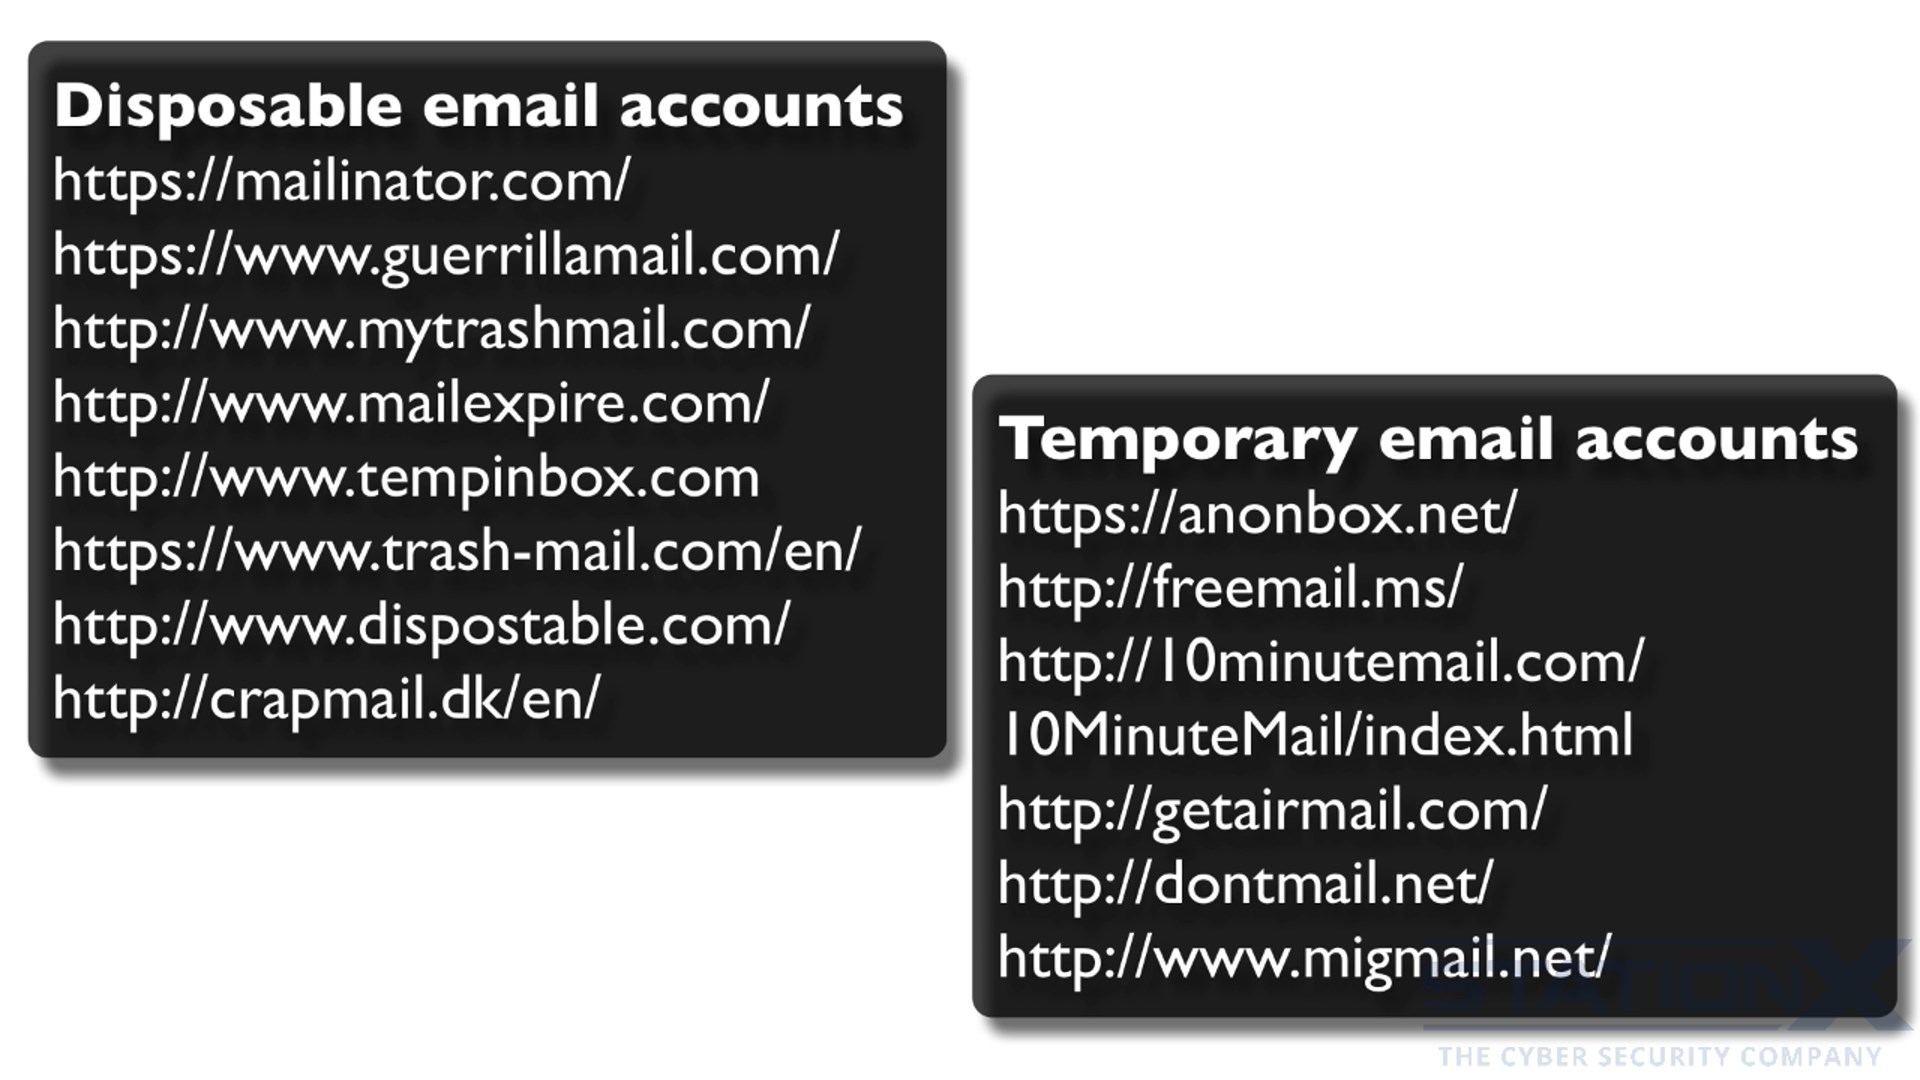 Disposable email accounts
https://mailinator.com/
https://www.guerrillamail.com/
http://www.mytrashmail.com/
http://www.mailexpire.com/
http://www.tempinbox.com
https://www.trash-mail.com/en/
http://www.dispostable.com/
http://crapmail.dk/en/
Temporary email accounts
https://anonbox.net/
http://freemail.ms/
http://10minutemail.com/
10MinuteMail/index.html
http://getairmail.com/
http://dontmail.net/
http://www.migmail.net/
STATIONX
THE CYBER SECURITY COMPANY